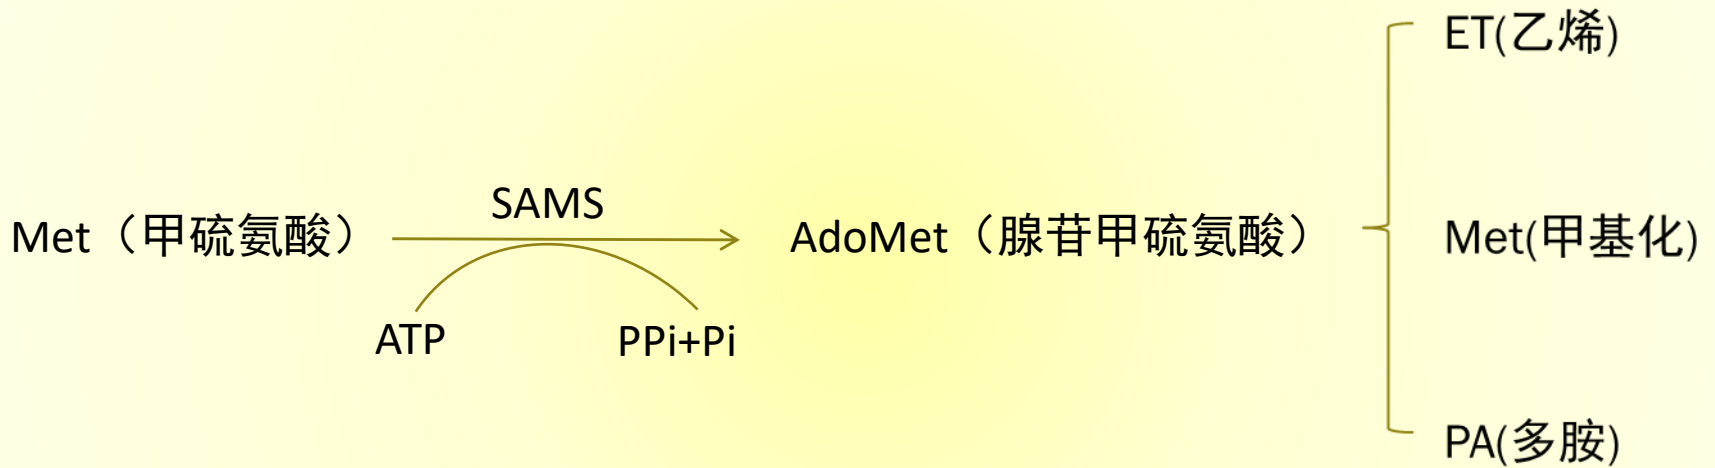 ET(乙烯)
SAMS
Met（甲硫氨酸）
AdoMet（腺苷甲硫氨酸）
Met(甲基化)
ATP
PPi+Pi
PA(多胺)